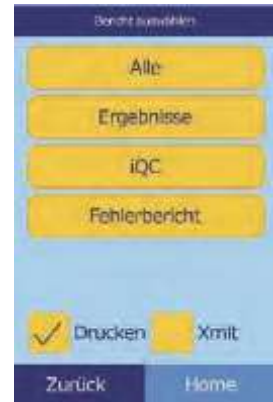 Bericht auswählen
Alle
Ergebnisse
iQC
Fehlerbericht
Drucken Xmit
Zurück Home